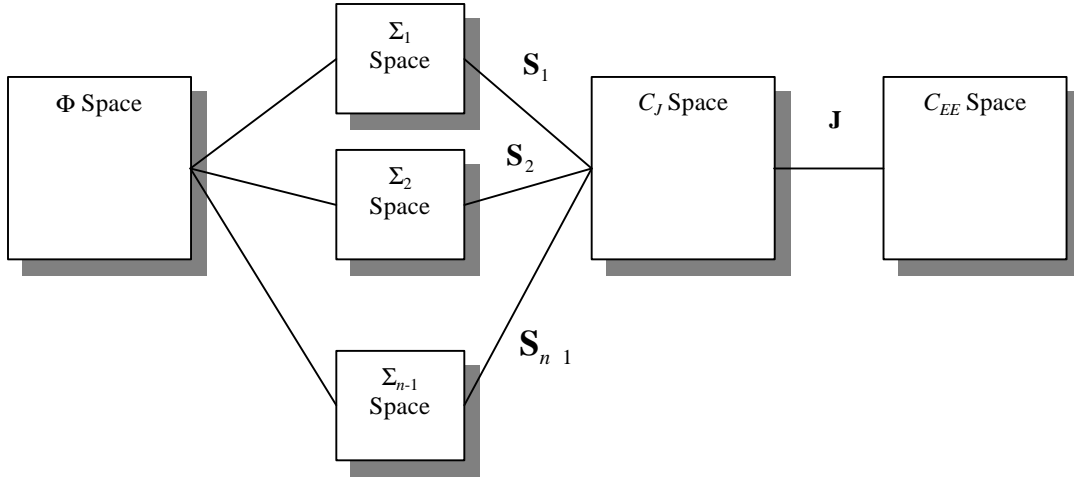 Φ Space
Σ1
Space
S1
Σ2
Space
S2
Σn-1
Space
Sn 1
CJ Space
J
CEE Space